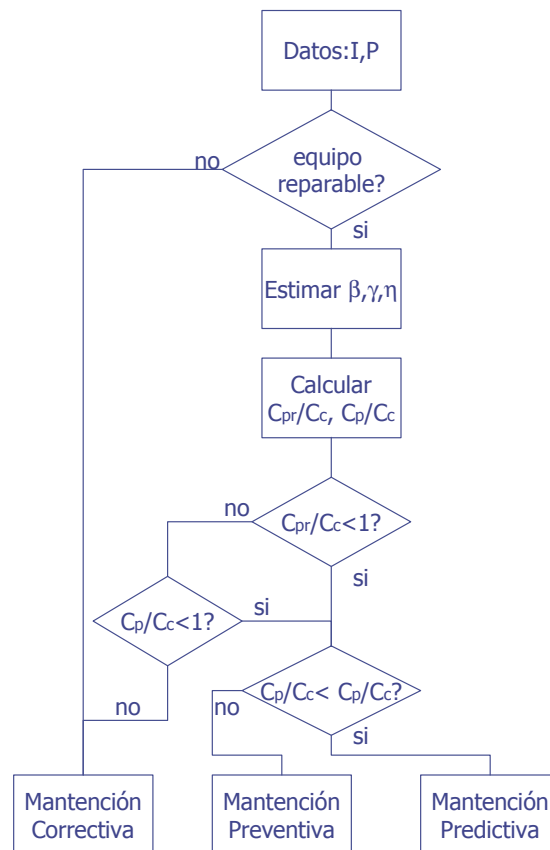 Datos:I,P
no
equipo
reparable?
si
Estimar β,γ,η
Calcular
Cpr/Cc, Cp/Cc
no
Cpr/Cc<1?
si
Cp/Cc<1?
si
no
Cp/Cc< Cp/Cc?
no
si
Mantención
Correctiva
Mantención
Preventiva
Mantención
Predictiva